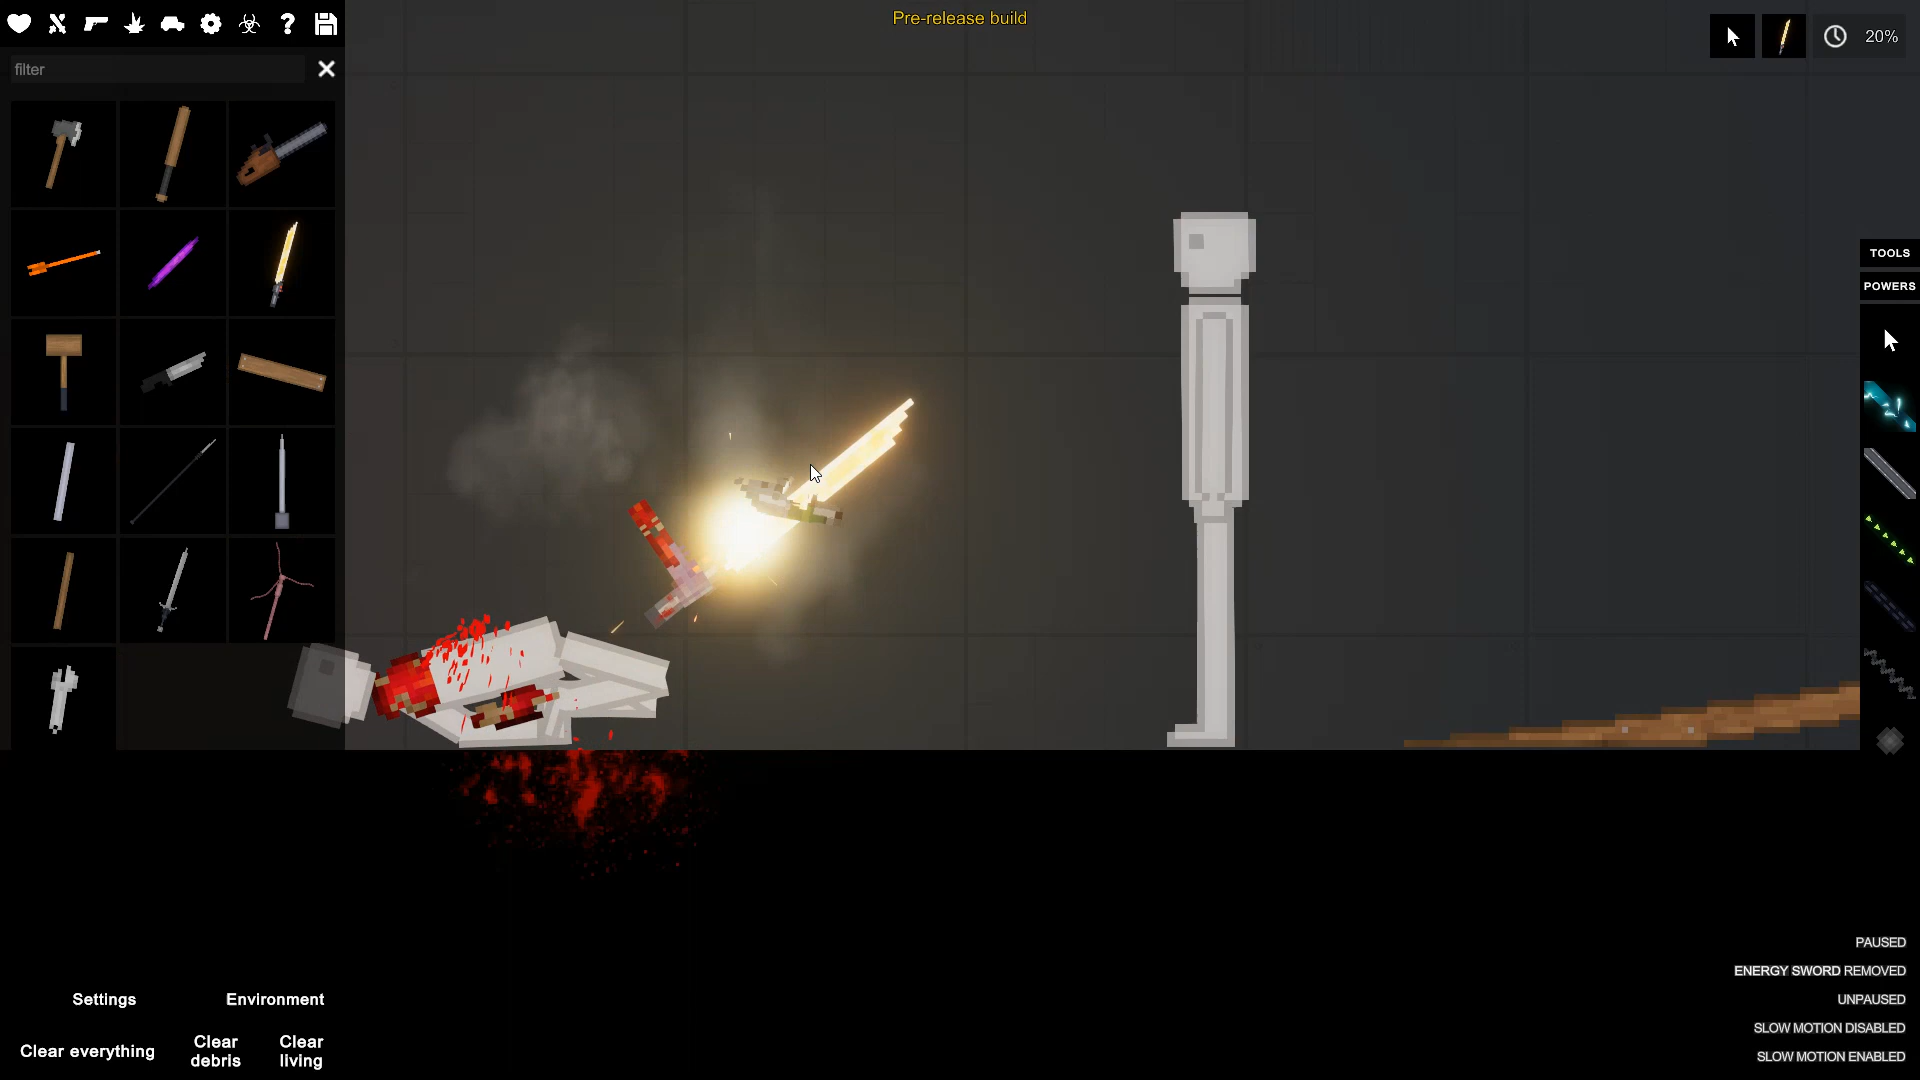 Pre-release build
20%
filter
TOOLS
POWERS
PAUSED
ENERGY SWORD REMOVED
UNPAUSED
SLOW MOTION DISABLED
SLOW MOTION ENABLED
Settings
Environment
Clear everything
Clear
debris
Clear
living